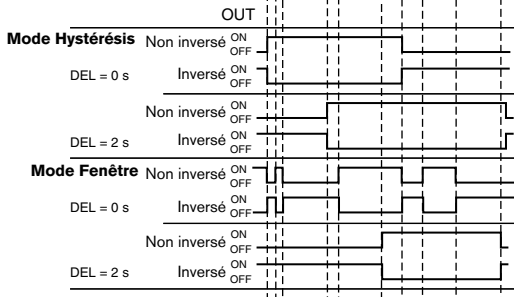 OUT
Mode Hystérésis Non inversé ON
OFF
DEL = 0 s Inversé ON
OFF
Non inversé ON
OFF
DEL = 2 s Inversé ON
OFF
Mode Fenêtre Non inversé ON
OFF
DEL = 0 s Inversé ON
OFF
Non inversé ON
OFF
DEL = 2 s Inversé ON
OFF